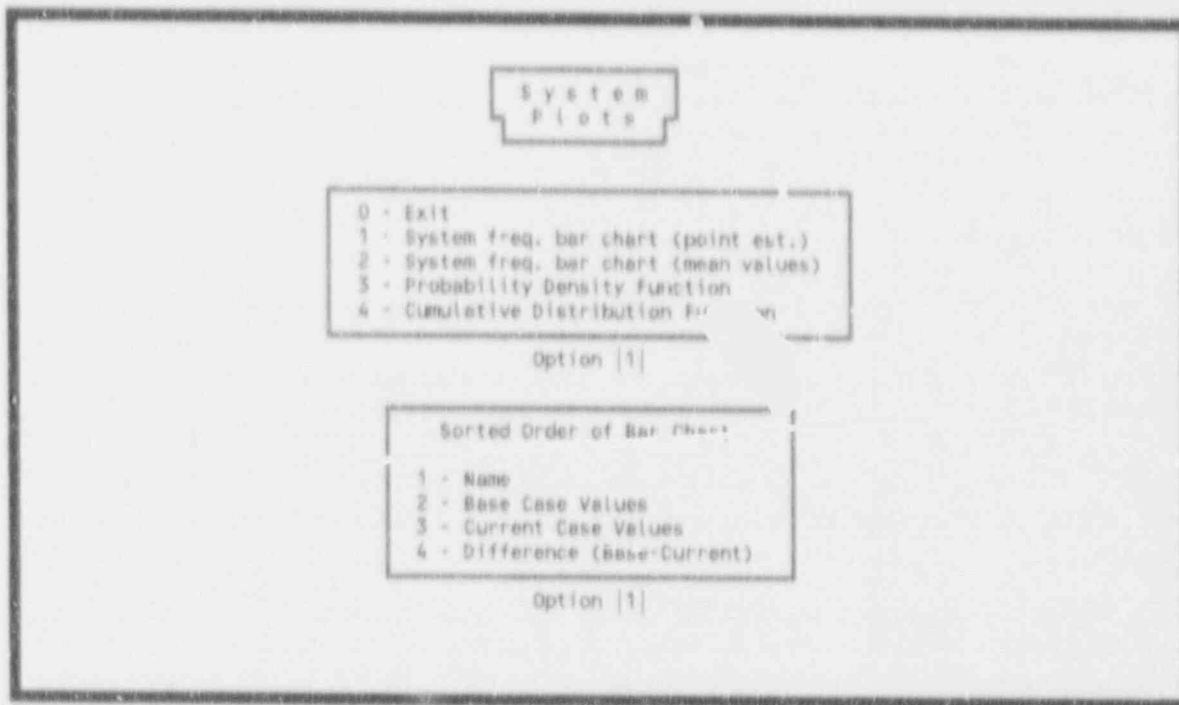 S y s t e m
P l o t s
0 - Exit
1 - System freq. bar chart (point est.)
2 - System freq. bar chart (mean values)
3 - Probability Density Function
4 - Cumulative Distribution
Option |1|
Sorted Order of Bar Chart
1 - Name
2 - Base Case Values
3 - Current Case Values
4 - Difference (Base-Current)
Option |1|